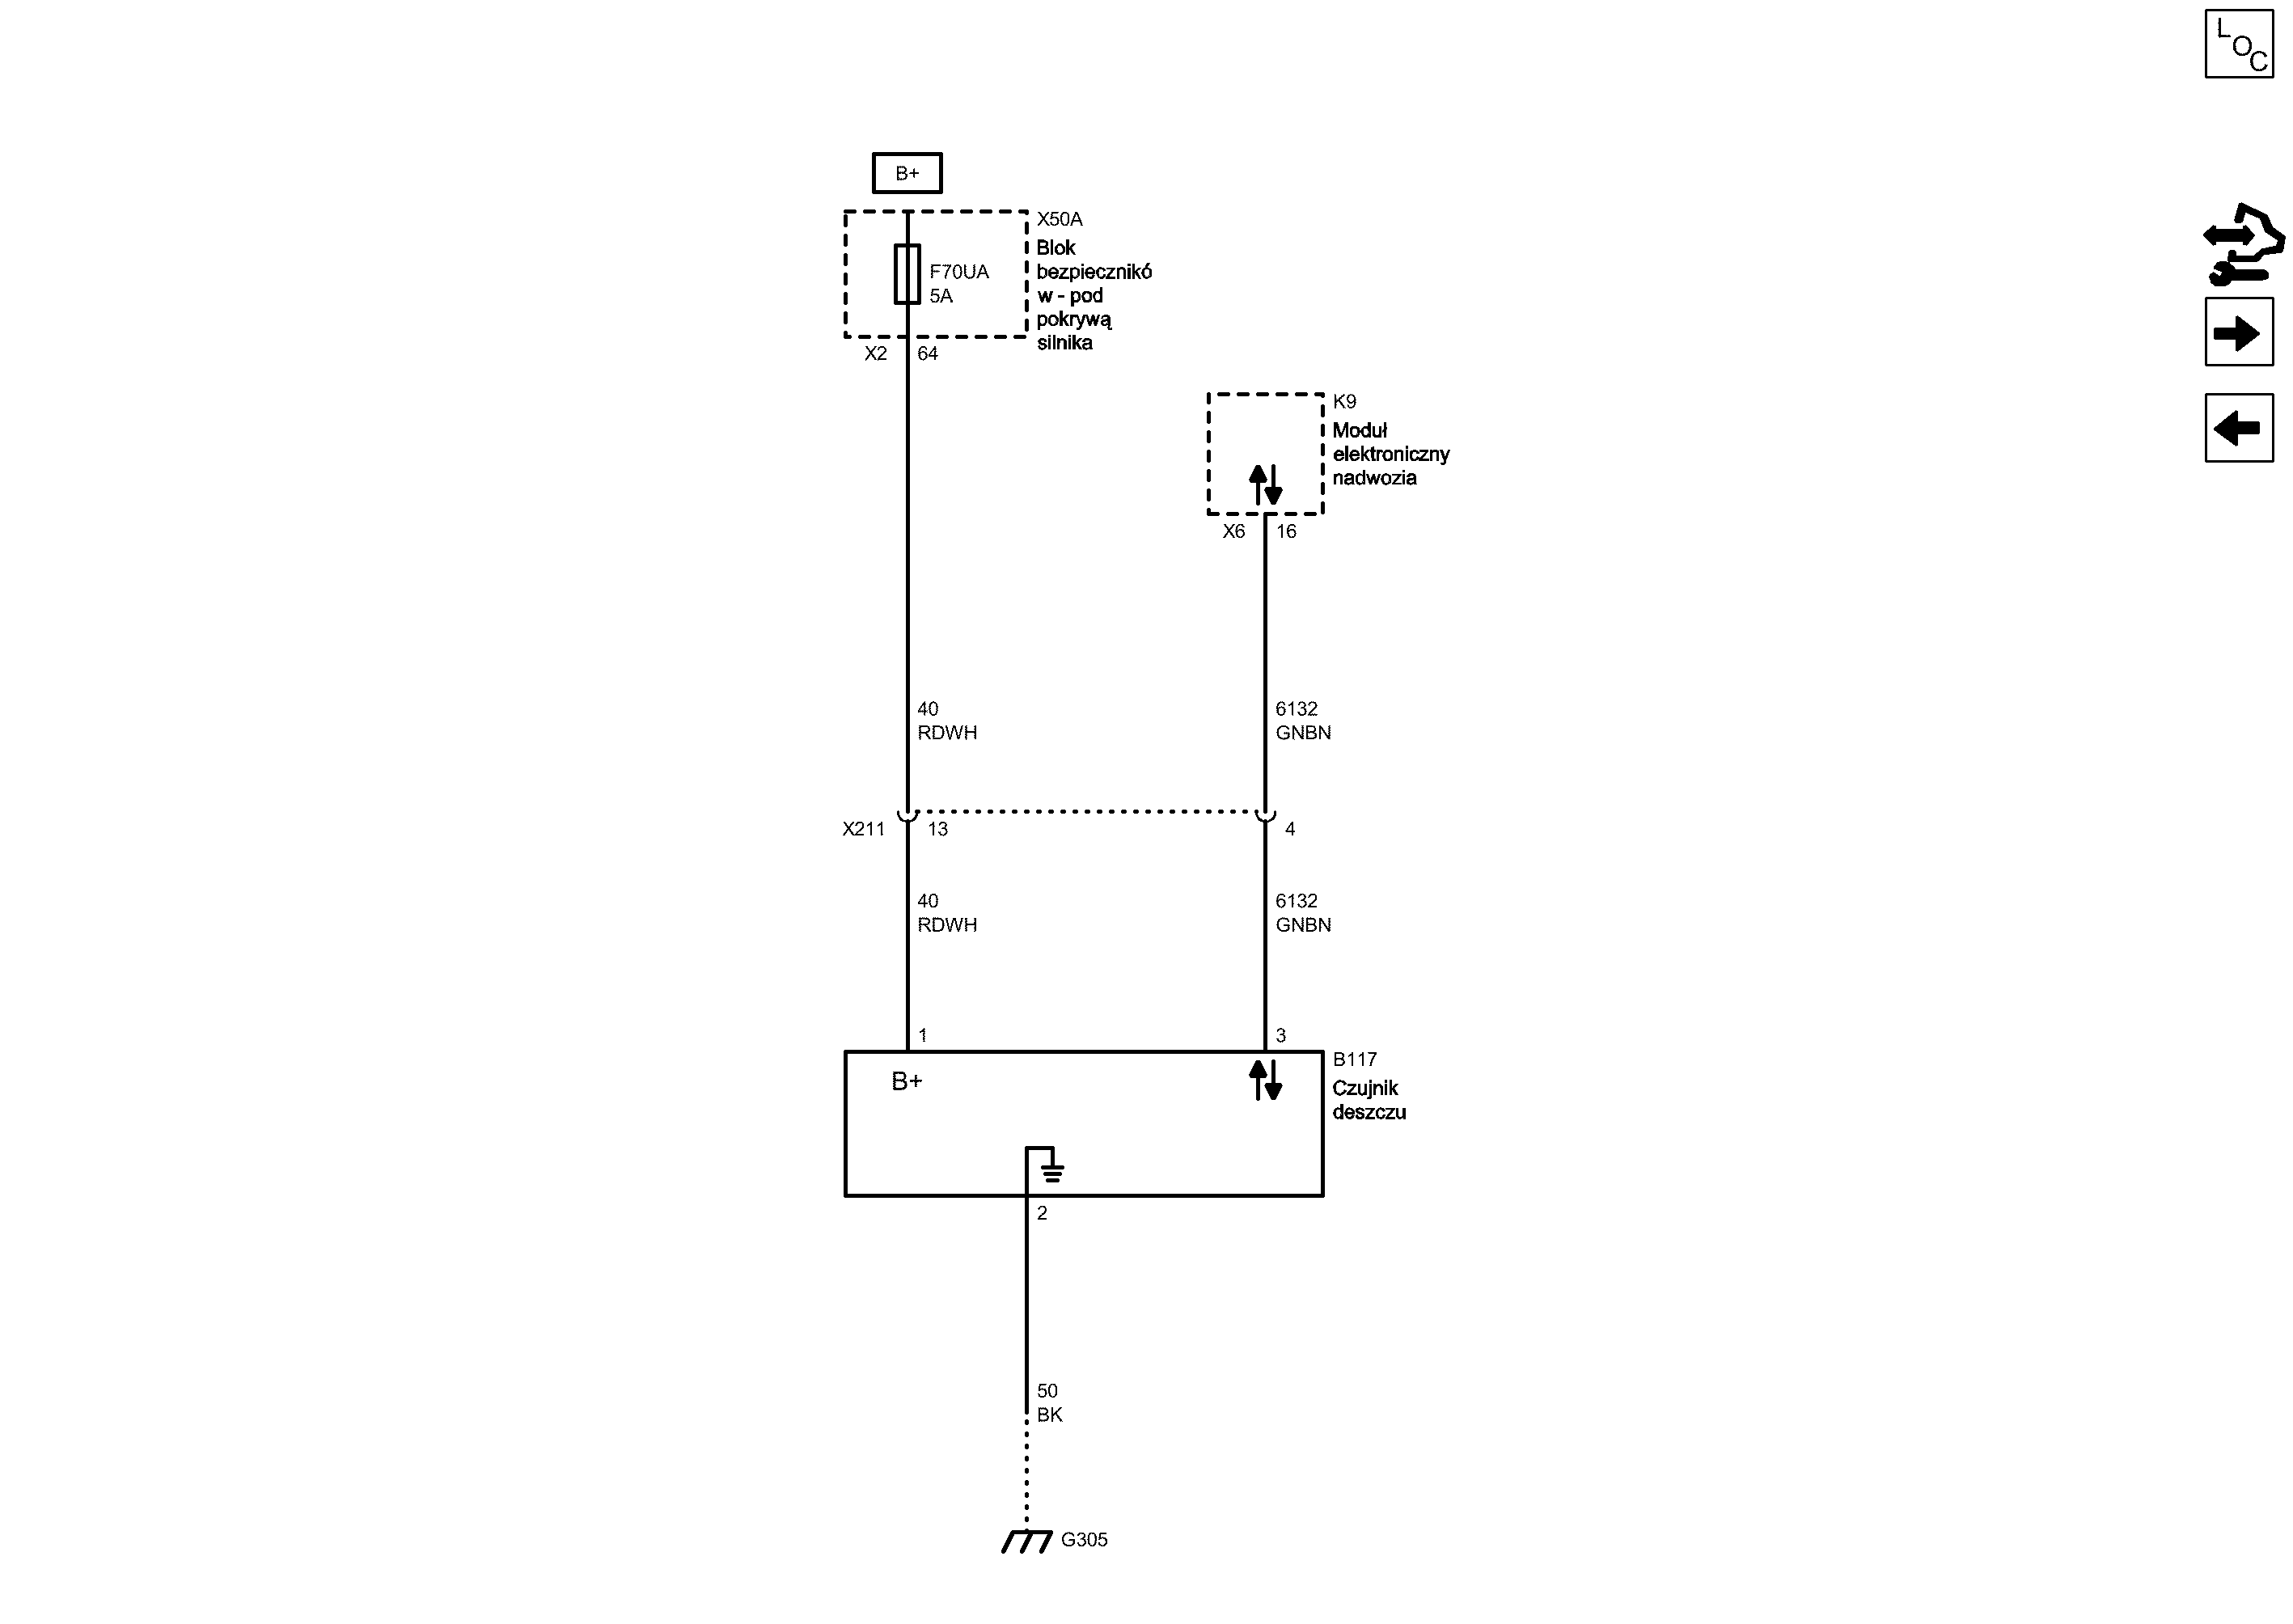 LOC
B+
X50A
Blok
bezpiecznikó
w - pod
pokrywą
silnika
F70UA
5A
X2
64
K9
Moduł
elektroniczny
nadwozia
X6
16
40
RDWH
6132
GNBN
X211
13
4
40
RDWH
6132
GNBN
1
3
B+
B117
Czujnik
deszczu
2
50
BK
G305